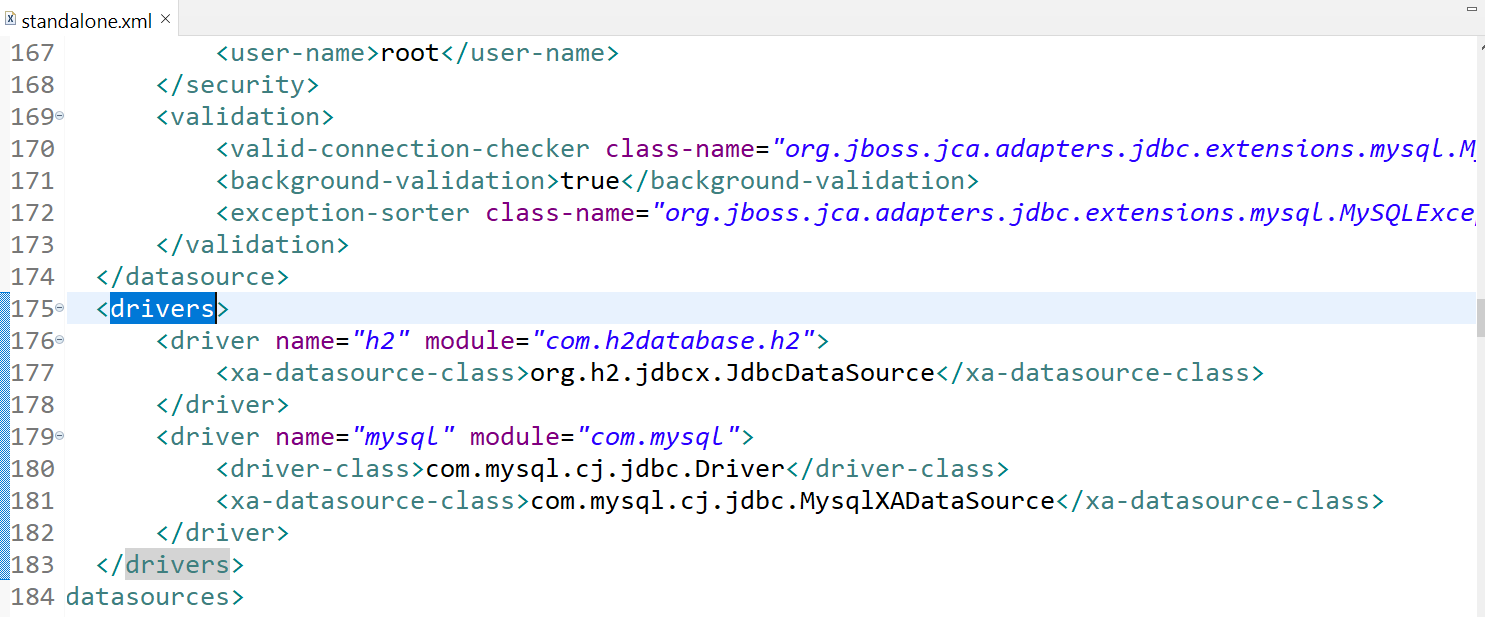 standalone.xml
167 <user-name>root</user-name>
168 </security>
169 <validation>
170 <valid-connection-checker class-name="org.jboss.jca.adapters.jdbc.extensions.mysql.My
171 <background-validation>true</background-validation>
172 <exception-sorter class-name="org.jboss.jca.adapters.jdbc.extensions.mysql.MySQLExcep
173 </validation>
174 </datasource>
175 <drivers>
176 <driver name="h2" module="com.h2database.h2">
177 <xa-datasource-class>org.h2.jdbcx.JdbcDataSource</xa-datasource-class>
178 </driver>
179 <driver name="mysql" module="com.mysql">
180 <driver-class>com.mysql.cj.jdbc.Driver</driver-class>
181 <xa-datasource-class>com.mysql.cj.jdbc.MysqlXADataSource</xa-datasource-class>
182 </driver>
183 </drivers>
184 datasources>